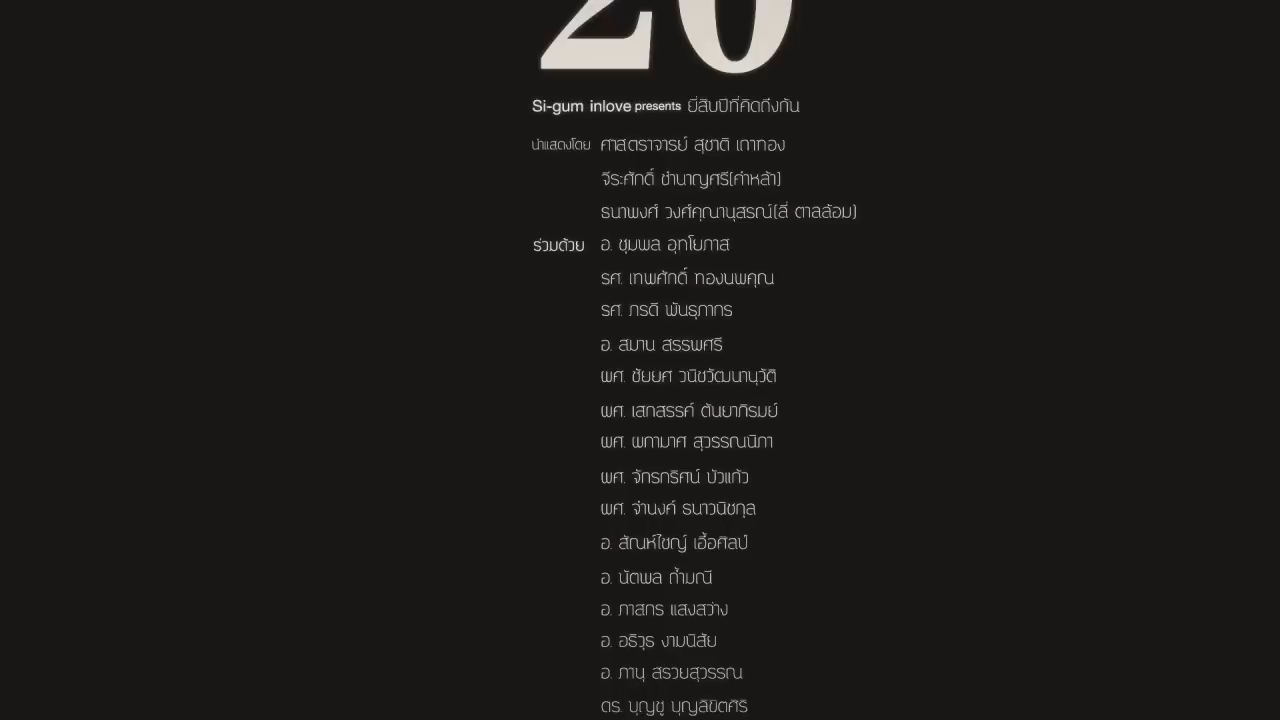 20
Si-gum inlove presents ยี่สิบปีที่คิดถึงกัน
นำแสดงโดย ศาสตราจารย์ สุชาติ เถาทอง
จีระศักดิ์ ชำนาญศรี(คำหล้า)
ธนาพงศ์ วงศ์คุณานุสรณ์(ลี่ ตาลล้อม)
ร่วมด้วย อ. ชุมพล อุทโยภาส
รศ. เทพศักดิ์ ทองนพคุณ
รศ. ภรดี พันธุภากร
อ. สมาน สรรพศรี
ผศ. ชัยยศ วนิชวัฒนานุวัติ
ผศ. เสกสรรค์ ตันยาภิรมย์
ผศ. ผกามาศ สุวรรณนิภา
ผศ. จักรกริศน์ บัวแก้ว
ผศ. จำนงค์ ธนาวนิชกุล
อ. สัณห์ไชญ์ เอื้อศิลป์
อ. นัดพล ก๋ำมณี
อ. ภาสกร แสงสว่าง
อ. อธิวุธ งามนิสัย
อ. ภานุ สรวยสุวรรณ
ดร. บุญชู บุญลิขิตศิริ